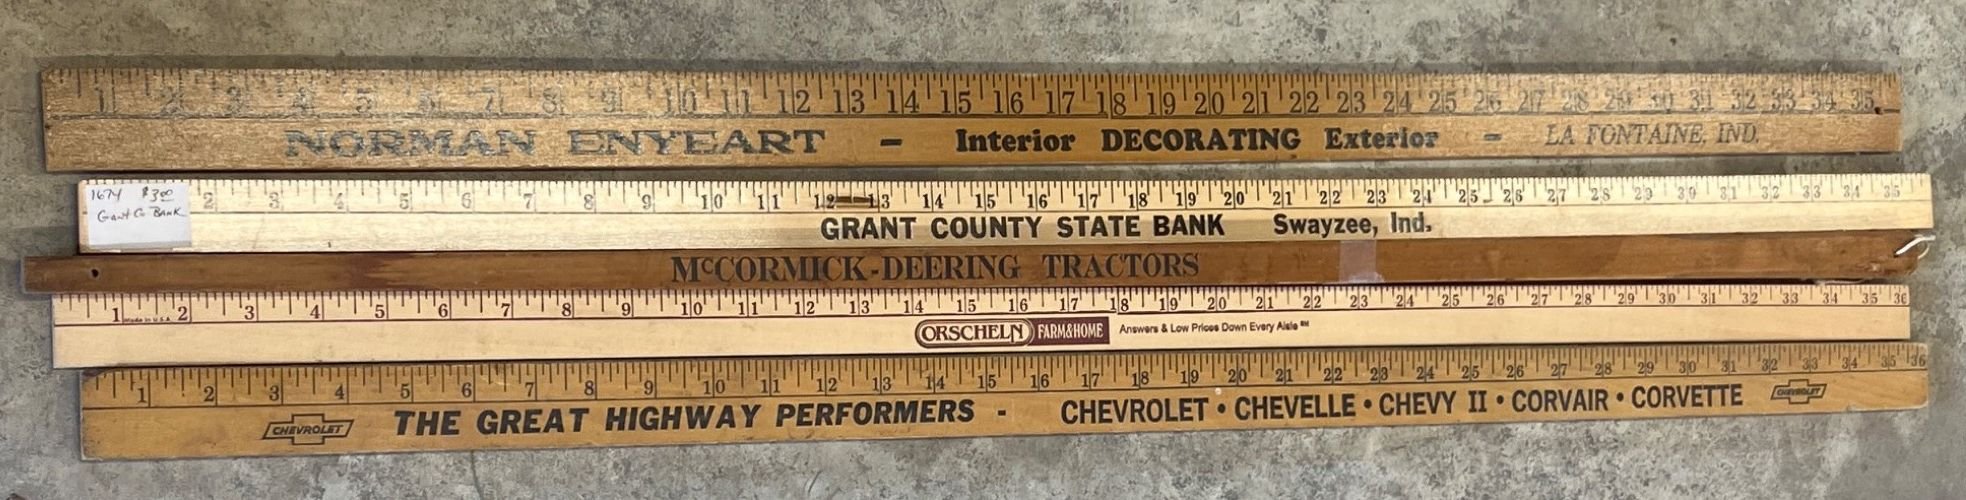 1 2 3 4 5 6 7 8 9 10 11 12 13 14 15 16 17 18 19 20 21 22 23 24 25 26 27 28 29 30 31 32 33 34 35
NORMAN ENYEART - Interior DECORATING Exterior - LA FONTAINE, IND.
1674 $3.00
Grant Co Bank
2 3 4 5 6 7 8 9 10 11 12 13 14 15 16 17 18 19 20 21 22 23 24 25 26 27 28 29 30 31 32 33 34 35
GRANT COUNTY STATE BANK Swayzee, Ind.
McCORMICK-DEERING TRACTORS
1 2 3 4 5 6 7 8 9 10 11 12 13 14 15 16 17 18 19 20 21 22 23 24 25 26 27 28 29 30 31 32 33 34 35 36
Made in U.S.A.
ORSCHELN FARM&HOME Answers & Low Prices Down Every Aisle SM
1 2 3 4 5 6 7 8 9 10 11 12 13 14 15 16 17 18 19 20 21 22 23 24 25 26 27 28 29 30 31 32 33 34 35 36
CHEVROLET THE GREAT HIGHWAY PERFORMERS - CHEVROLET • CHEVELLE • CHEVY II • CORVAIR • CORVETTE CHEVROLET